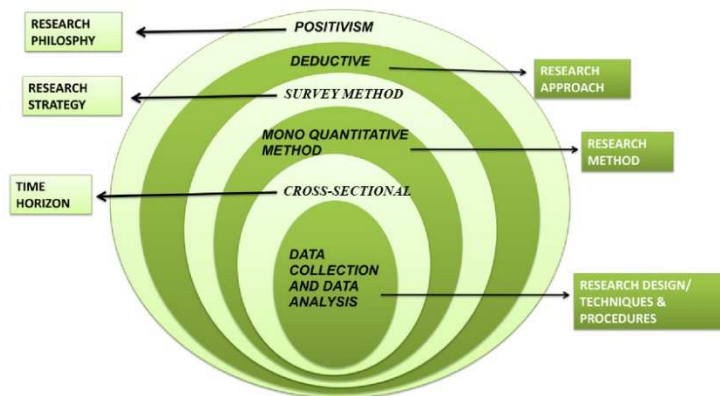 RESEARCH
PHILOSPHY
POSITIVISM
DEDUCTIVE
RESEARCH
APPROACH
RESEARCH
STRATEGY
SURVEY METHOD
MONO QUANTITATIVE
METHOD
RESEARCH
METHOD
TIME
HORIZON
CROSS-SECTIONAL
DATA
COLLECTION
AND DATA
ANALYSIS
RESEARCH DESIGN/
TECHNIQUES &
PROCEDURES